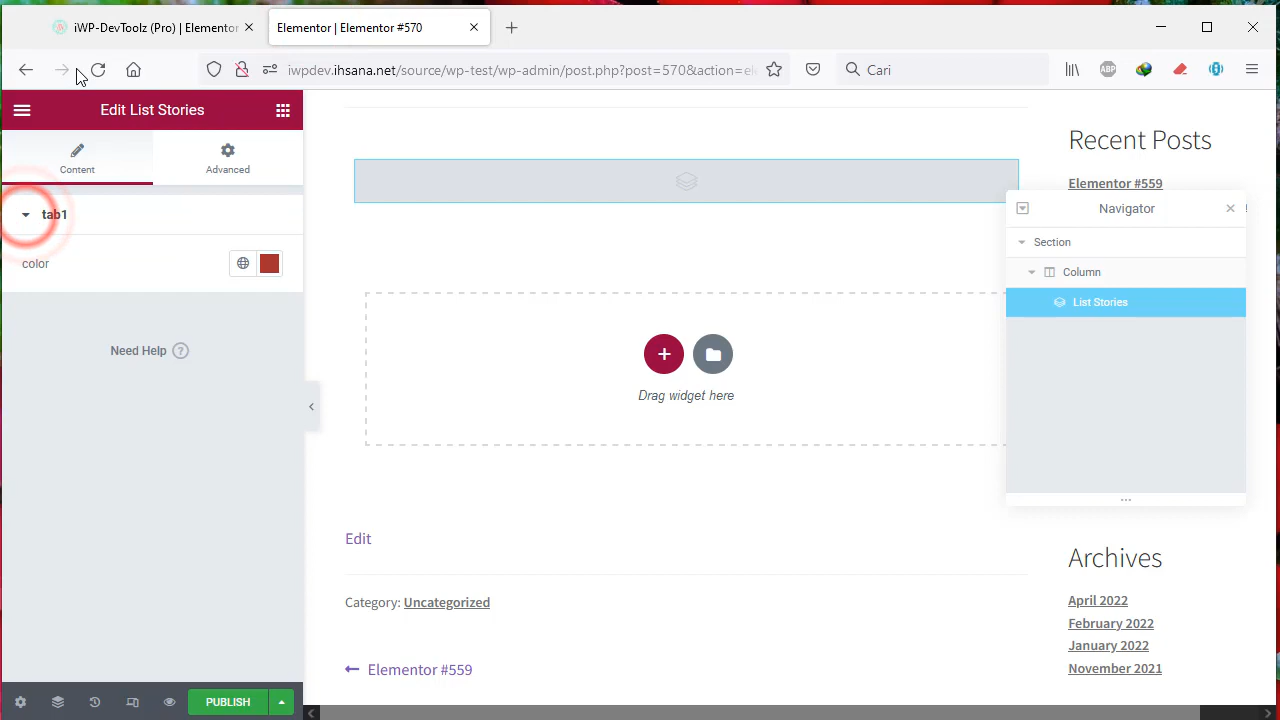 iWP-DevToolz (Pro) | Elementor
Elementor | Elementor #570
iwpdev.ihsana.net/source/wp-test/wp-admin/post.php?post=570&action=el
Cari
ABP
Edit List Stories
Content
Advanced
tab1
color
Need Help ?
PUBLISH
Drag widget here
Edit
Category: Uncategorized
Elementor #559
Recent Posts
Elementor #559
Navigator
Section
Column
List Stories
Archives
April 2022
February 2022
January 2022
November 2021